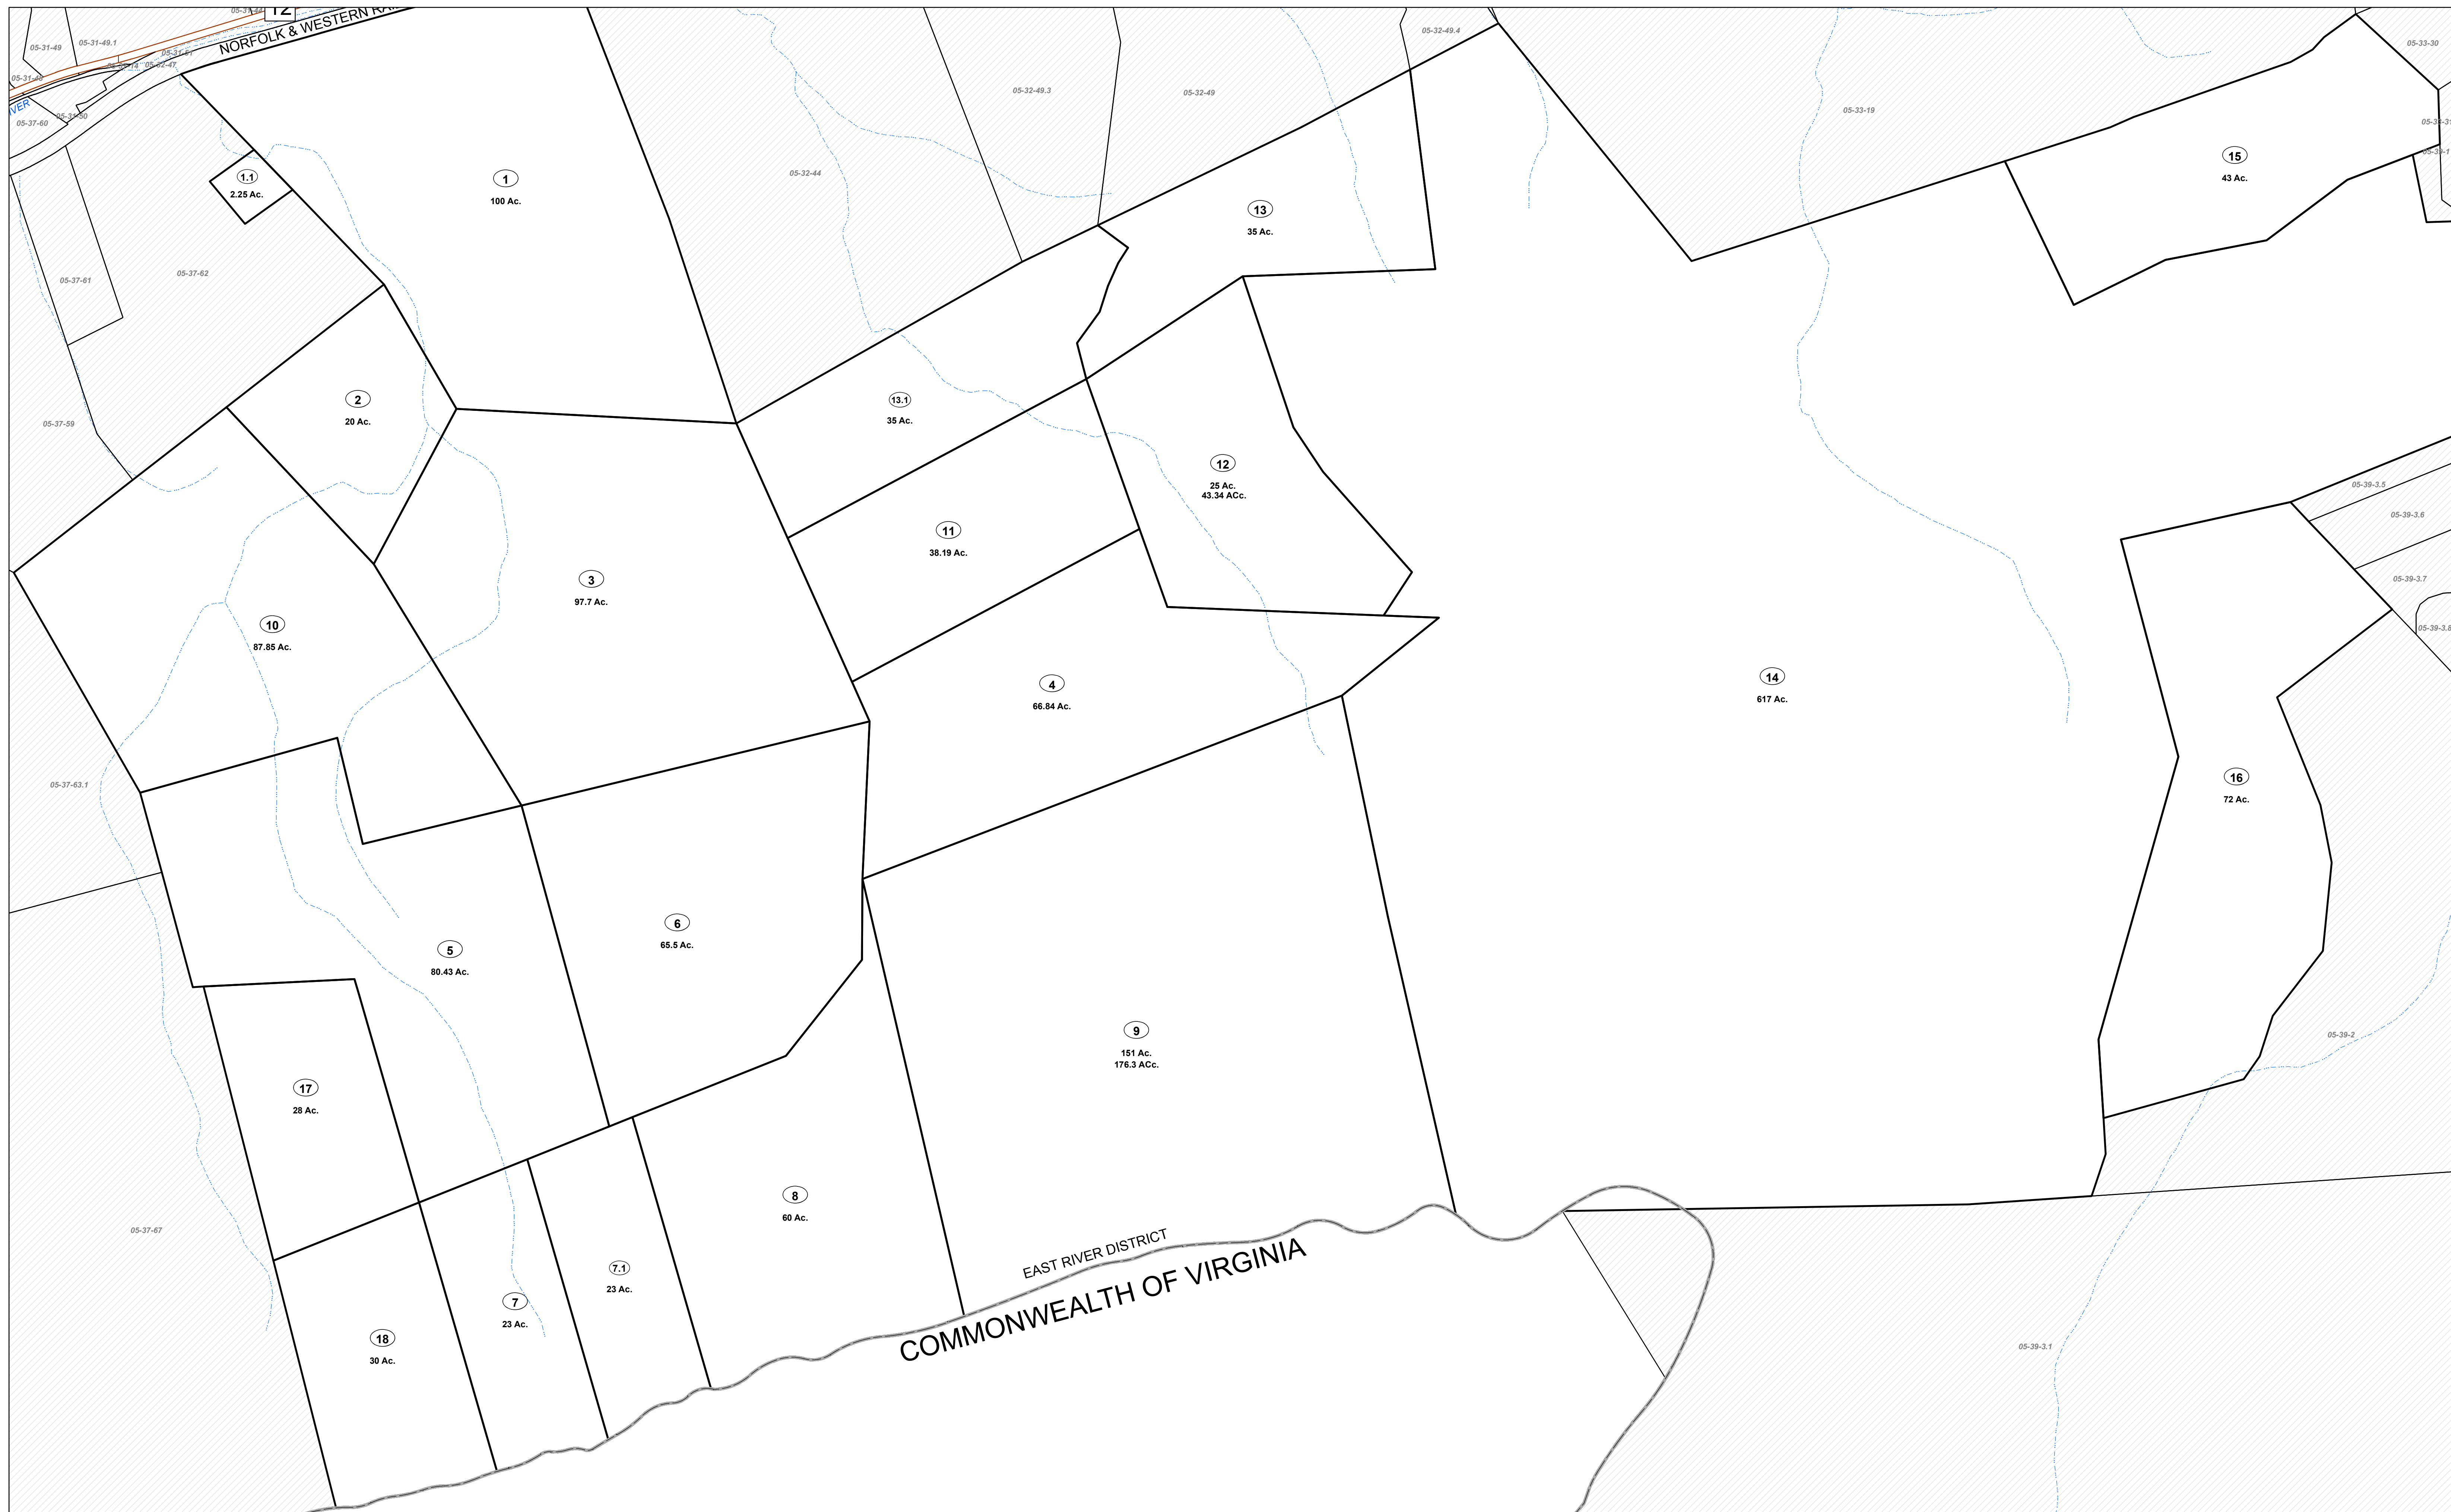 05-31-49
05-31-49.1
12
NORFOLK & WESTERN
05-31-51
05-32-47
05-37-60
05-32-49.4
05-33-30
05-32-49.3
05-32-49
05-33-19
15
43 Ac.
1.1
2.25 Ac.
1
100 Ac.
05-32-44
13
35 Ac.
05-37-61
05-37-62
2
20 Ac.
13.1
35 Ac.
05-37-59
12
25 Ac.
43.34 ACc.
05-39-3.5
05-39-3.6
11
38.19 Ac.
3
97.7 Ac.
05-39-3.7
05-39-3.8
10
87.85 Ac.
4
66.84 Ac.
14
617 Ac.
05-37-63.1
16
72 Ac.
6
65.5 Ac.
5
80.43 Ac.
9
151 Ac.
176.3 ACc.
05-39-2
17
28 Ac.
8
60 Ac.
05-37-67
EAST RIVER DISTRICT
COMMONWEALTH OF VIRGINIA
7.1
23 Ac.
7
23 Ac.
18
30 Ac.
05-39-3.1